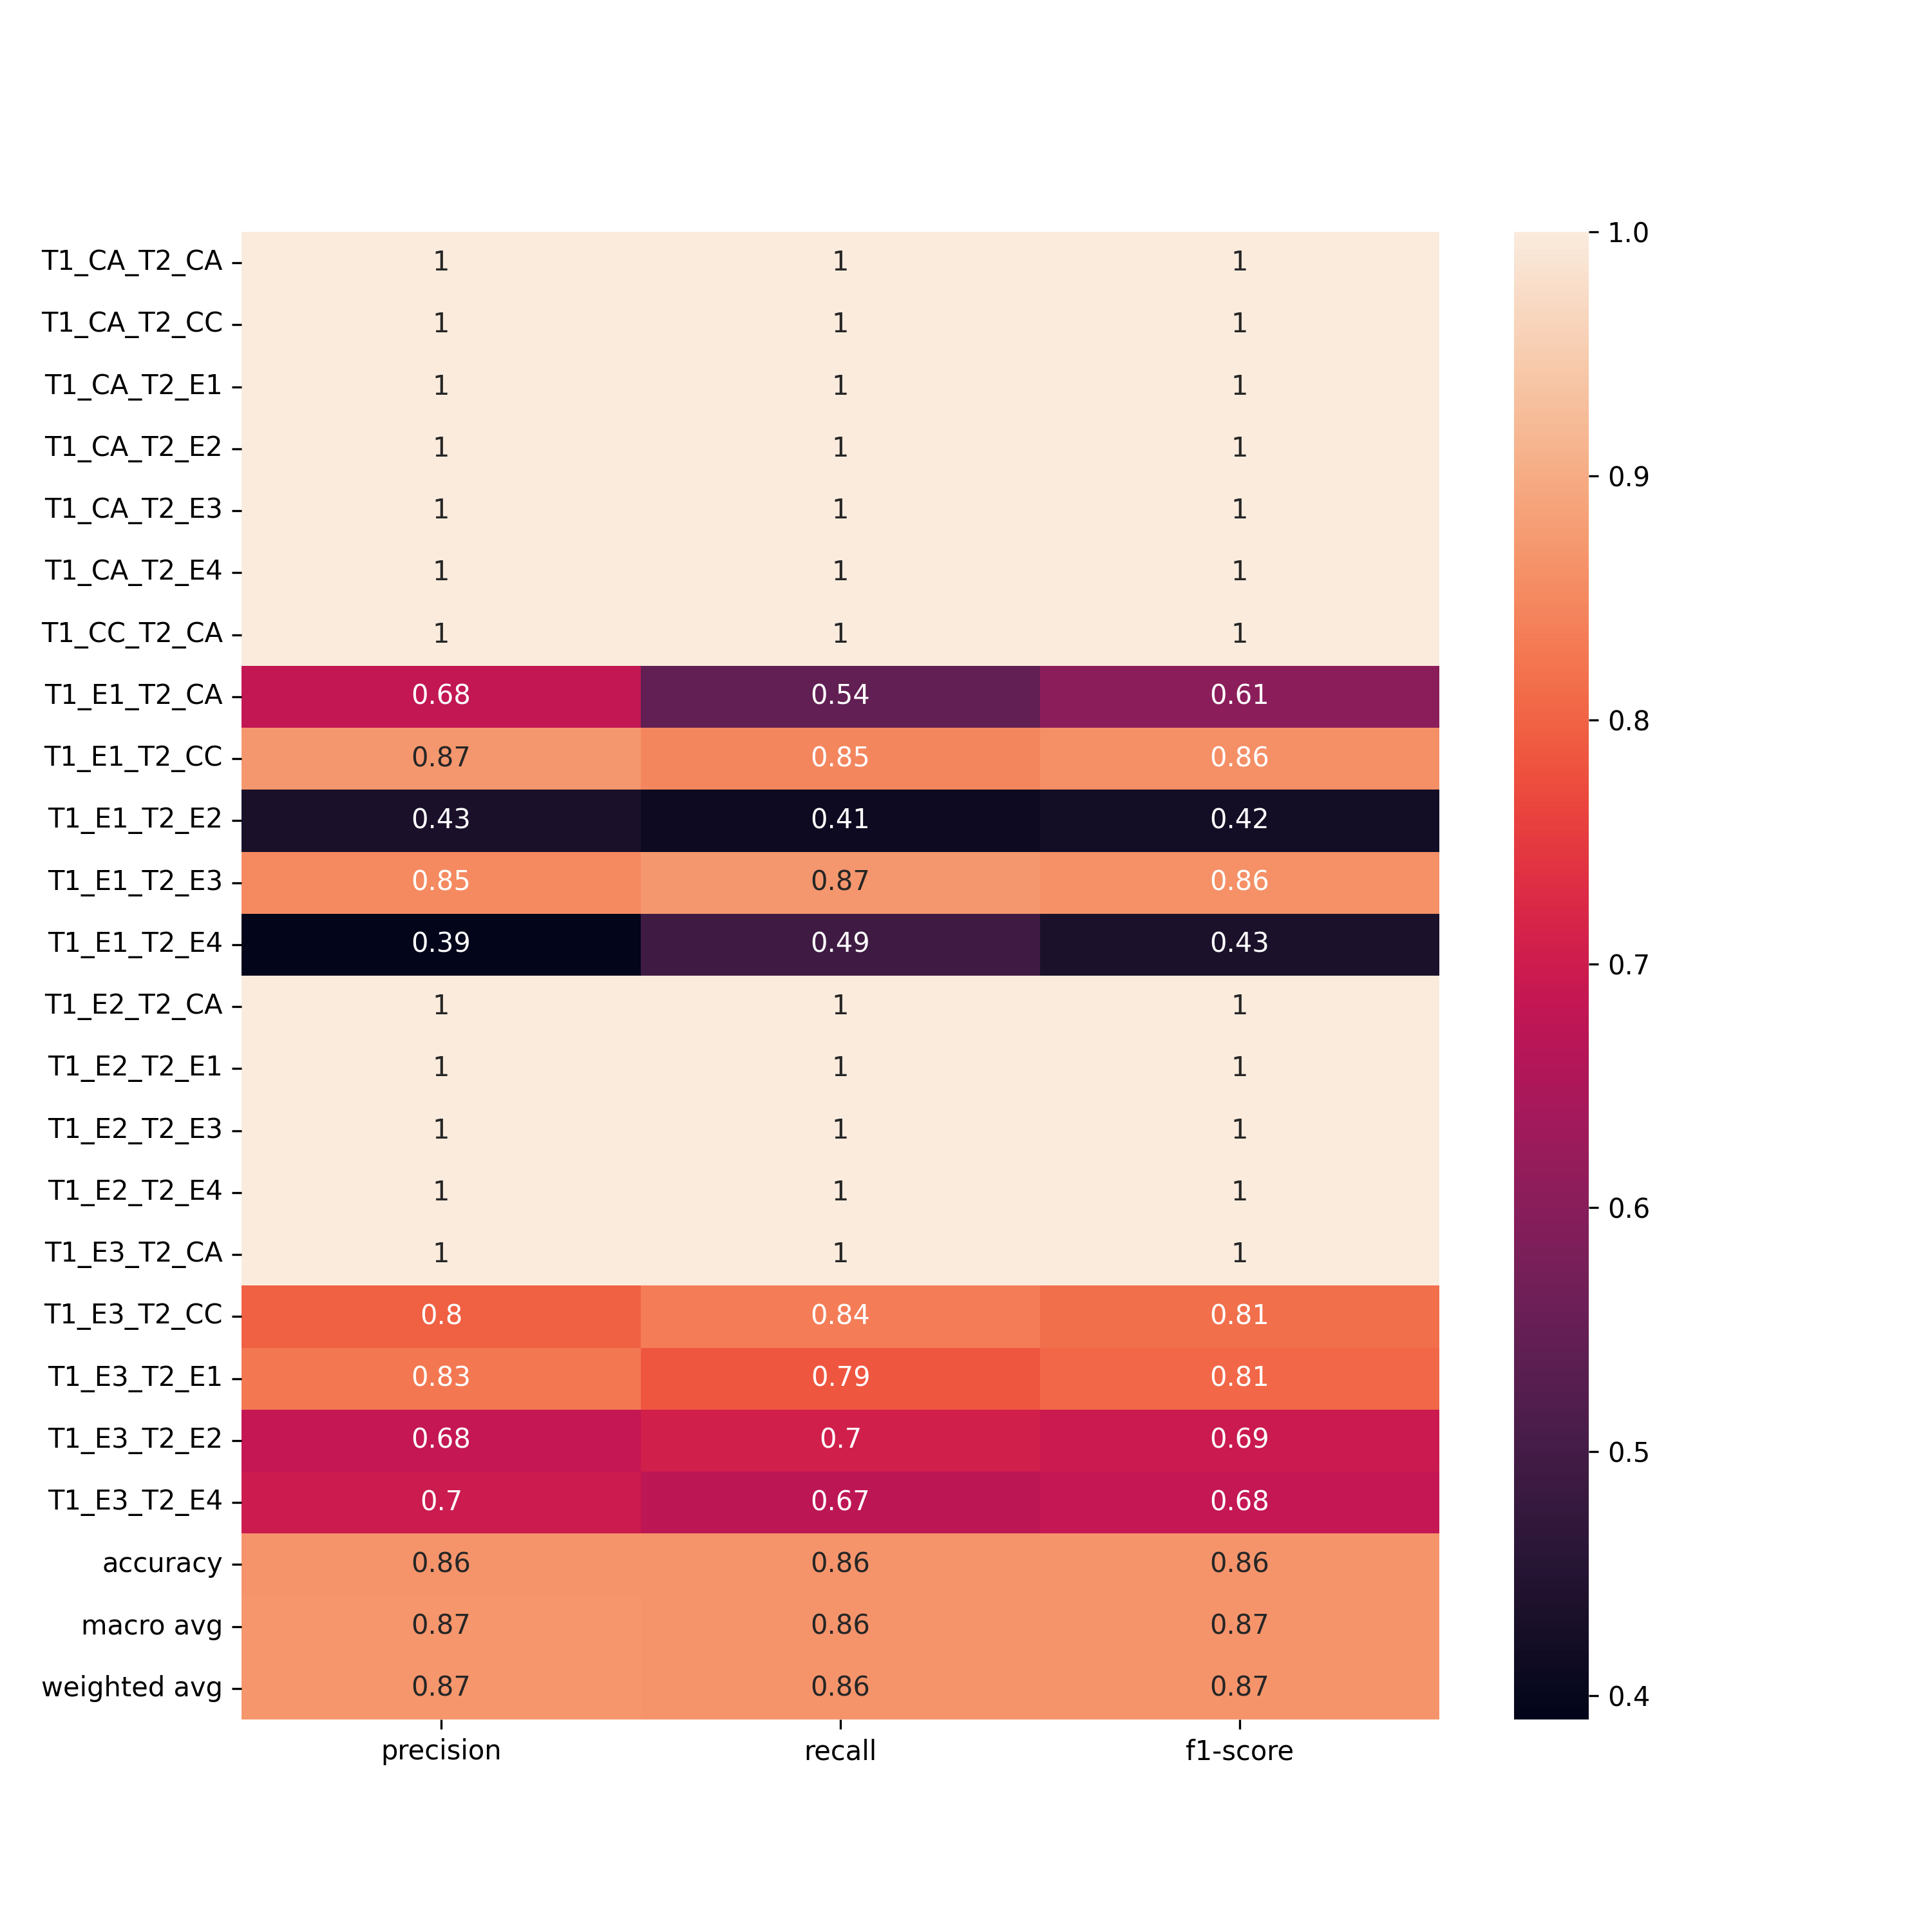 T1_CA_T2_CA 1 1 1 1.0
T1_CA_T2_CC 1 1 1
T1_CA_T2_E1 1 1 1
T1_CA_T2_E2 1 1 1 0.9
T1_CA_T2_E3 1 1 1
T1_CA_T2_E4 1 1 1
T1_CC_T2_CA 1 1 1
T1_E1_T2_CA 0.68 0.54 0.61 0.8
T1_E1_T2_CC 0.87 0.85 0.86
T1_E1_T2_E2 0.43 0.41 0.42
T1_E1_T2_E3 0.85 0.87 0.86
T1_E1_T2_E4 0.39 0.49 0.43 0.7
T1_E2_T2_CA 1 1 1
T1_E2_T2_E1 1 1 1
T1_E2_T2_E3 1 1 1
T1_E2_T2_E4 1 1 1 0.6
T1_E3_T2_CA 1 1 1
T1_E3_T2_CC 0.8 0.84 0.81
T1_E3_T2_E1 0.83 0.79 0.81
T1_E3_T2_E2 0.68 0.7 0.69 0.5
T1_E3_T2_E4 0.7 0.67 0.68
accuracy 0.86 0.86 0.86
macro avg 0.87 0.86 0.87
weighted avg 0.87 0.86 0.87 0.4
precision recall f1-score